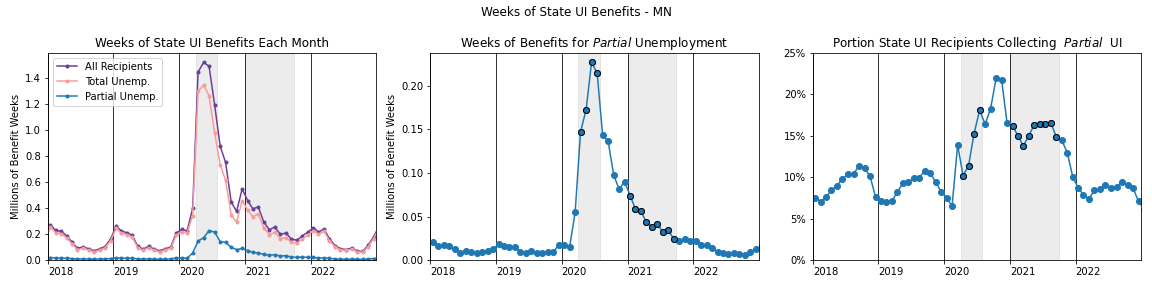 Weeks of State UI Benefits - MN
Weeks of State UI Benefits Each Month
Millions of Benefit Weeks
1.4
1.2
1.0
0.8
0.6
0.4
0.2
0.0
All Recipients
Total Unemp.
Partial Unemp.
2018 2019 2020 2021 2022
Weeks of Benefits for Partial Unemployment
Millions of Benefit Weeks
0.20
0.15
0.10
0.05
0.00
2018 2019 2020 2021 2022
Portion State UI Recipients Collecting Partial UI
25%
20%
15%
10%
5%
0%
2018 2019 2020 2021 2022